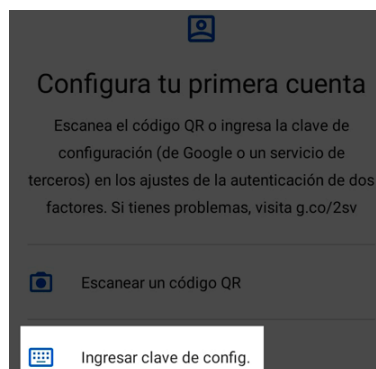 Configura tu primera cuenta
Escanea el código QR o ingresa la clave de
configuración (de Google o un servicio de
terceros) en los ajustes de la autenticación de dos
factores. Si tienes problemas, visita g.co/2sv
Escanear un código QR
Ingresar clave de config.